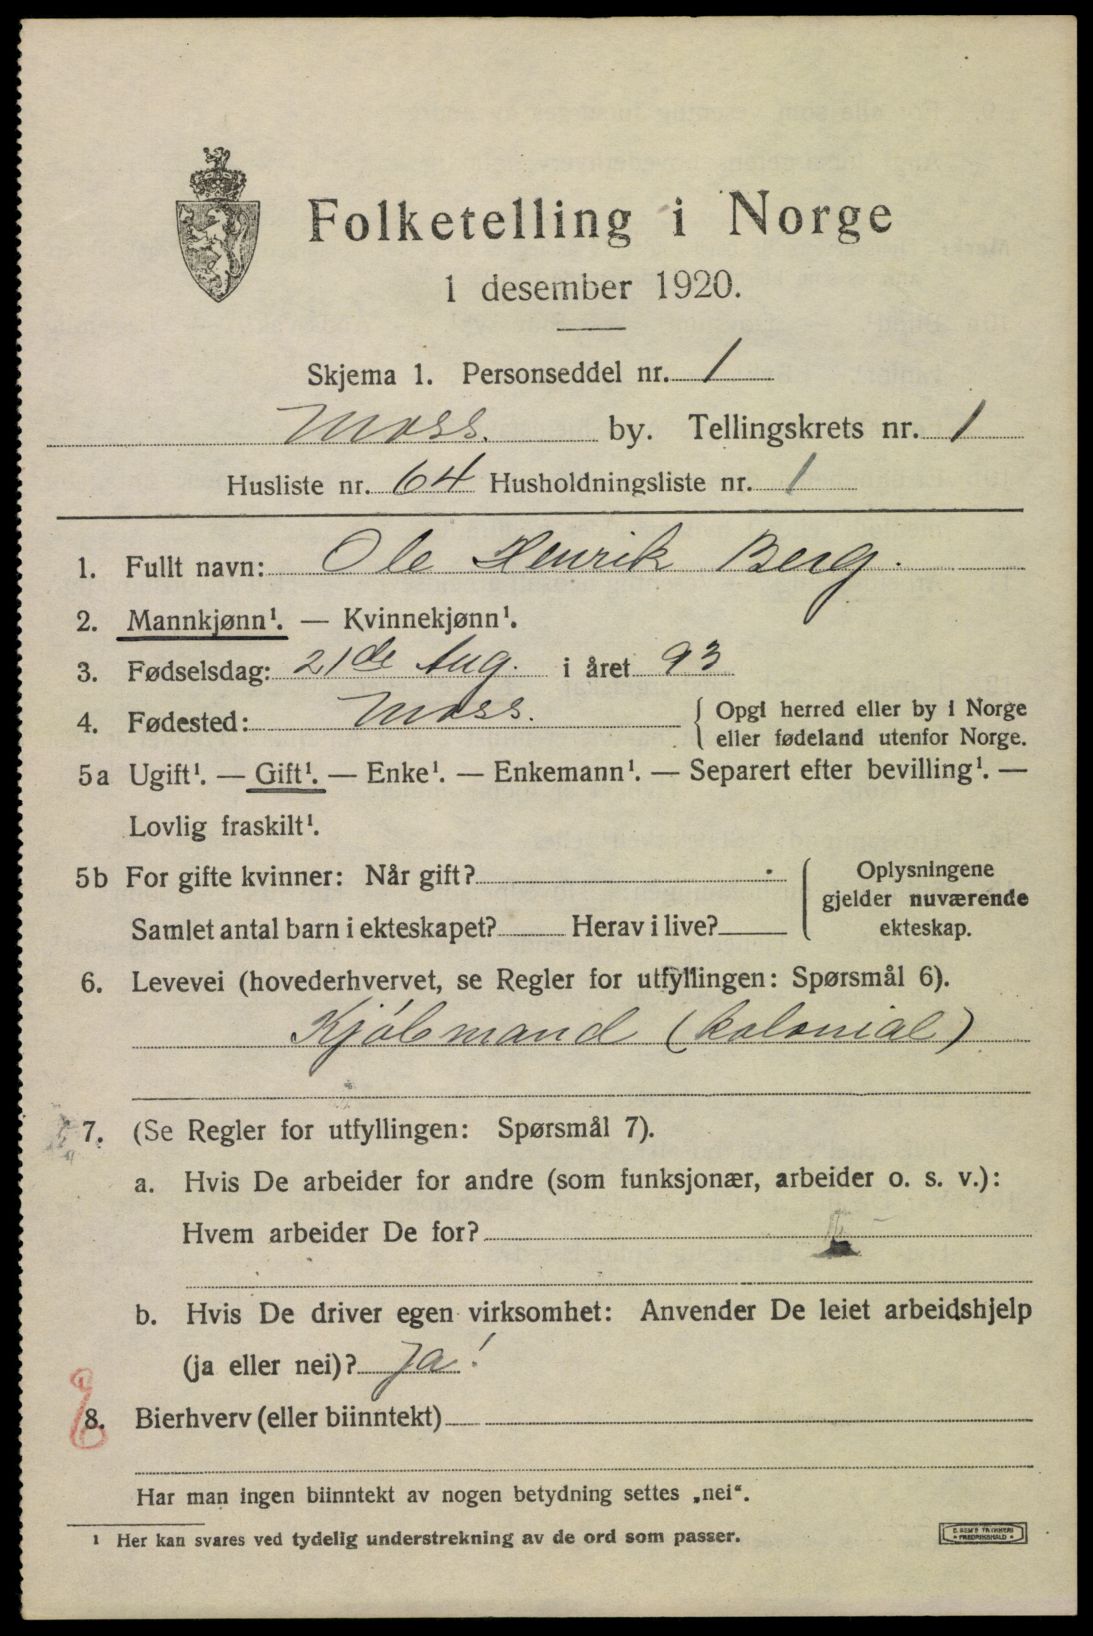 Folketelling i Norge
1 desember 1920.
Skjema 1. Personseddel nr. 1
Moss. by. Tellingskrets nr. 1
Husliste nr. 64 Husholdningsliste nr. 1
1. Fullt navn: Ole Henrik Berg.
2. Mannkjønn¹. — Kvinnekjønn¹.
3. Fødselsdag: 21de Aug. i året 93
4. Fødested: Moss. { Opgi herred eller by i Norge
eller fødeland utenfor Norge.
5a Ugift¹. — Gift¹. — Enke¹. — Enkemann¹. — Separert efter bevilling¹. —
Lovlig fraskilt¹.
5b For gifte kvinner: Når gift? { Oplysningene
gjelder nuværende
Samlet antal barn i ekteskapet? Herav i live? ekteskap.
6. Levevei (hovederhvervet, se Regler for utfyllingen: Spørsmål 6).
Kjøbmand (kolonial)
7. (Se Regler for utfyllingen: Spørsmål 7).
a. Hvis De arbeider for andre (som funksjonær, arbeider o. s. v.):
Hvem arbeider De for?
b. Hvis De driver egen virksomhet: Anvender De leiet arbeidshjelp
(ja eller nei)? Ja!
8. Bierhverv (eller biinntekt)
Har man ingen biinntekt av nogen betydning settes „nei“.
¹ Her kan svares ved tydelig understrekning av de ord som passer.